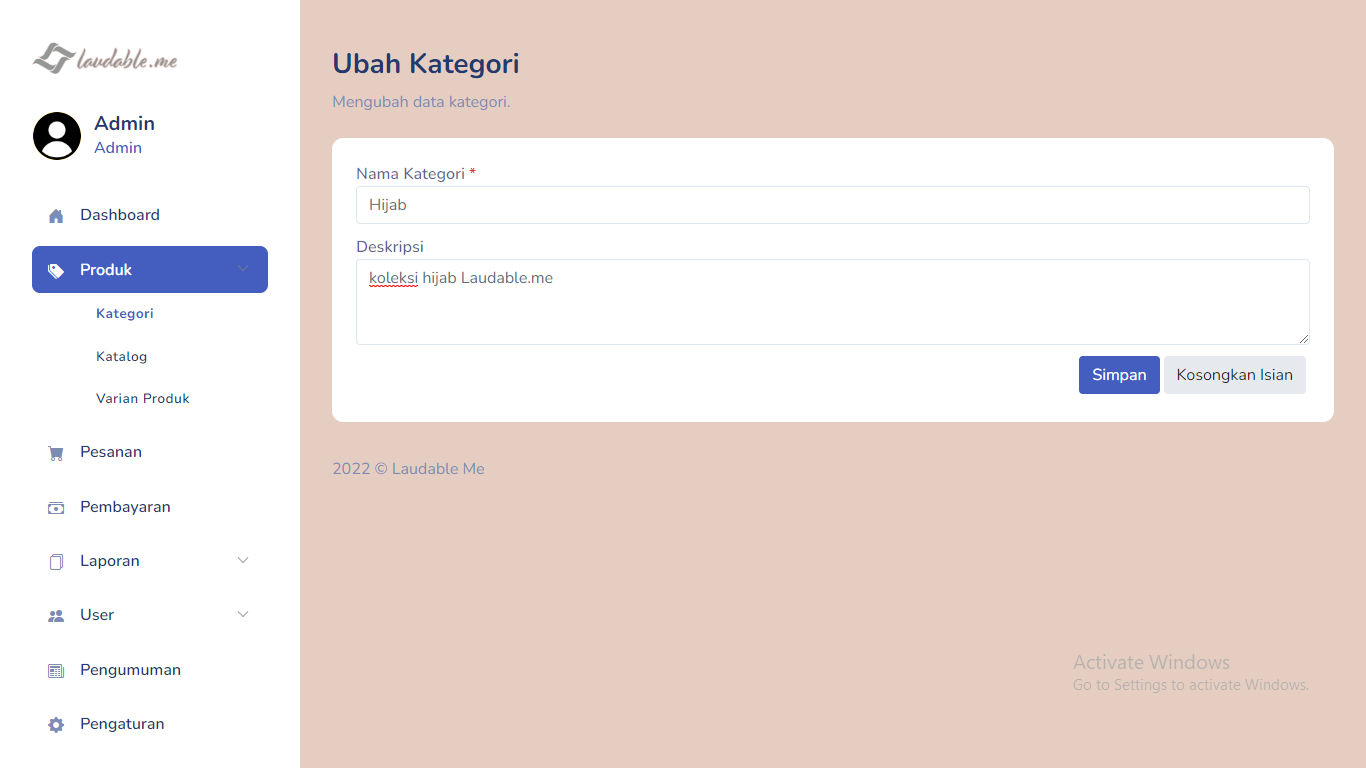 laudable.me
Admin
Admin
Dashboard
Produk
Kategori
Katalog
Varian Produk
Pesanan
Pembayaran
Laporan
User
Pengumuman
Pengaturan
Ubah Kategori
Mengubah data kategori.
Nama Kategori *
Hijab
Deskripsi
koleksi hijab Laudable.me
Simpan Kosongkan Isian
2022 © Laudable Me
Activate Windows
Go to Settings to activate Windows.